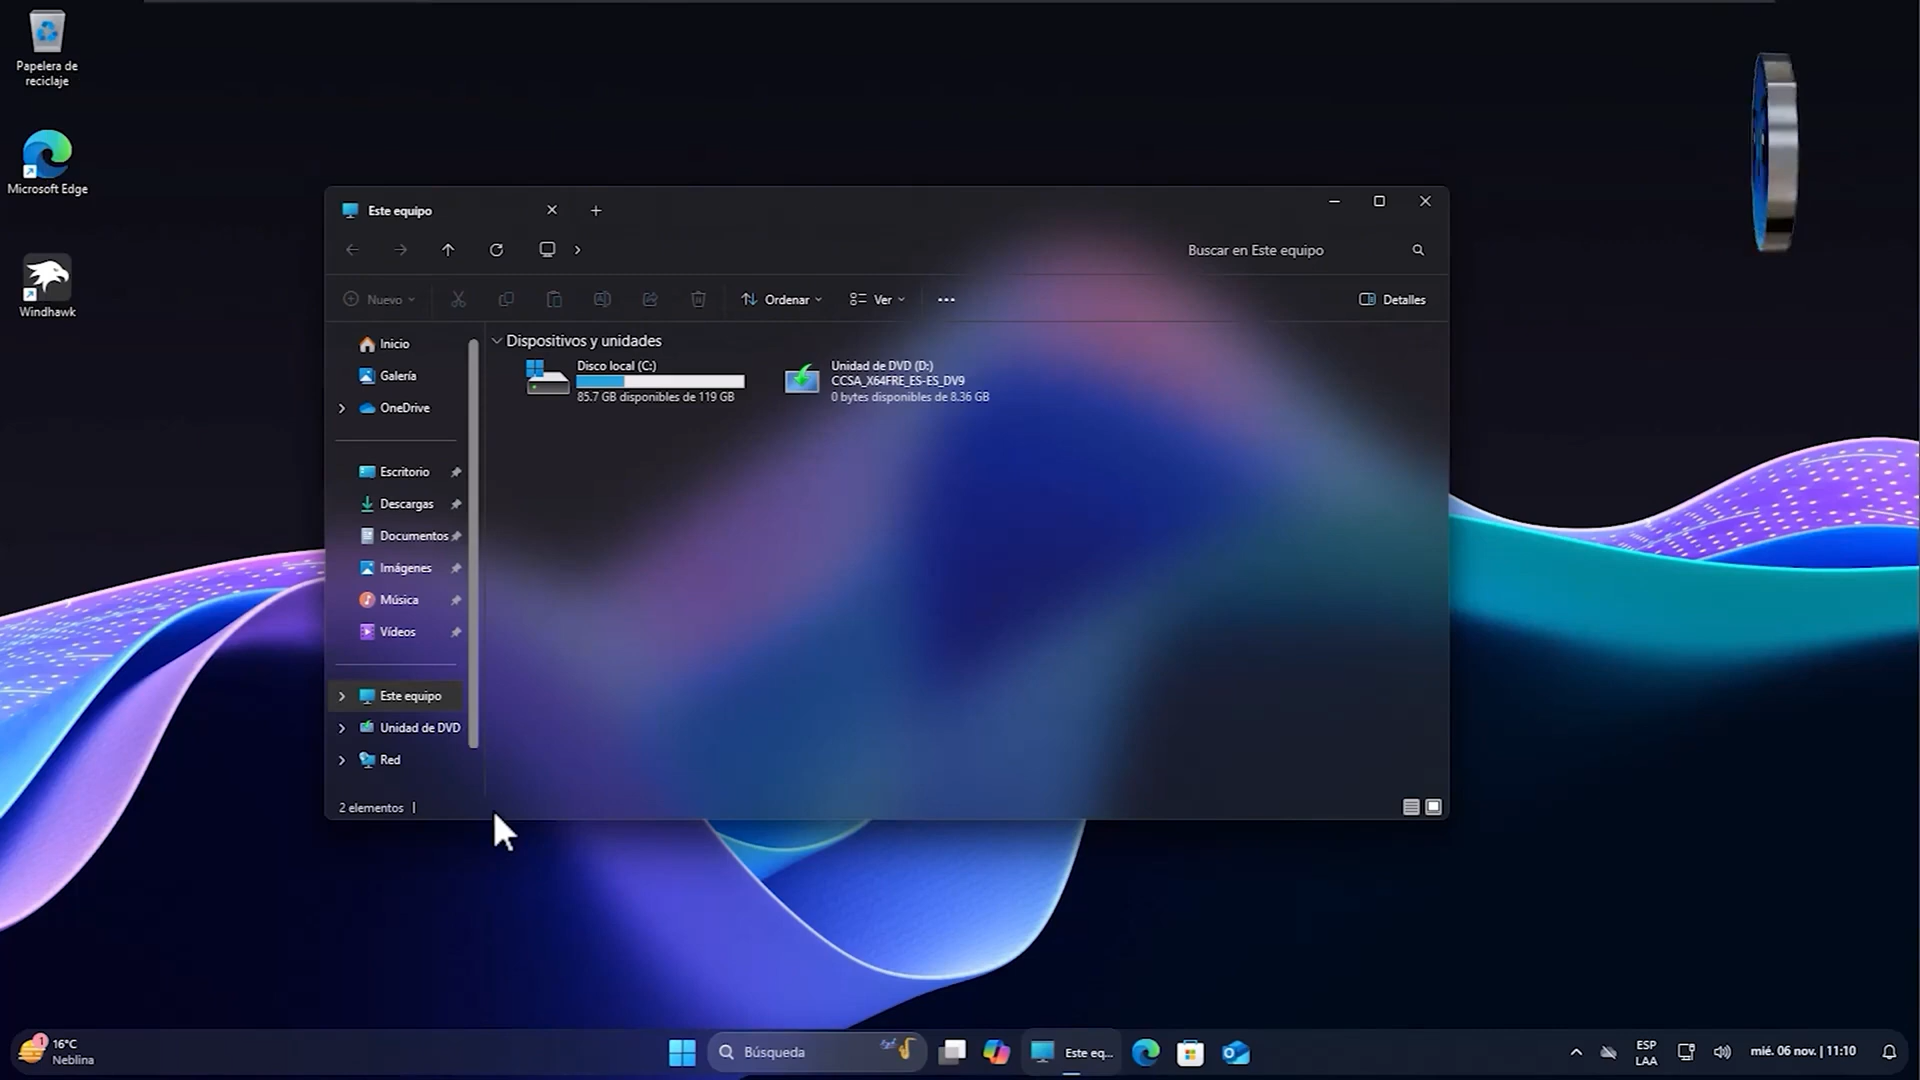 Papelera de
reciclaje
Microsoft Edge
Windhawk
Este equipo
Buscar en Este equipo
Nuevo
Ordenar
Ver
Detalles
Inicio
Galería
OneDrive
Escritorio
Descargas
Documentos
Imágenes
Música
Vídeos
Este equipo
Unidad de DVD
Red
Dispositivos y unidades
Disco local (C:)
85.7 GB disponibles de 119 GB
Unidad de DVD (D:)
CCSA_X64FRE_ES-ES_DV9
0 bytes disponibles de 8.36 GB
2 elementos
1
16°C
Neblina
Búsqueda
Este eq...
ESP
LAA
mié. 06 nov. | 11:10